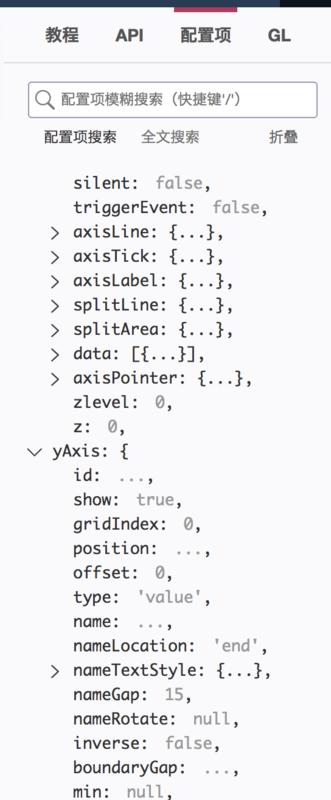 教程 API 配置项 GL
配置项模糊搜索（快捷键'/'）
配置项搜索 全文搜索 折叠
silent: false,
triggerEvent: false,
axisLine: {...},
axisTick: {...},
axisLabel: {...},
splitLine: {...},
splitArea: {...},
data: [{...}],
axisPointer: {...},
zlevel: 0,
z: 0,
yAxis: {
id: ...,
show: true,
gridIndex: 0,
position: ...,
offset: 0,
type: 'value',
name: ...,
nameLocation: 'end',
nameTextStyle: {...},
nameGap: 15,
nameRotate: null,
inverse: false,
boundaryGap: ...,
min: null,